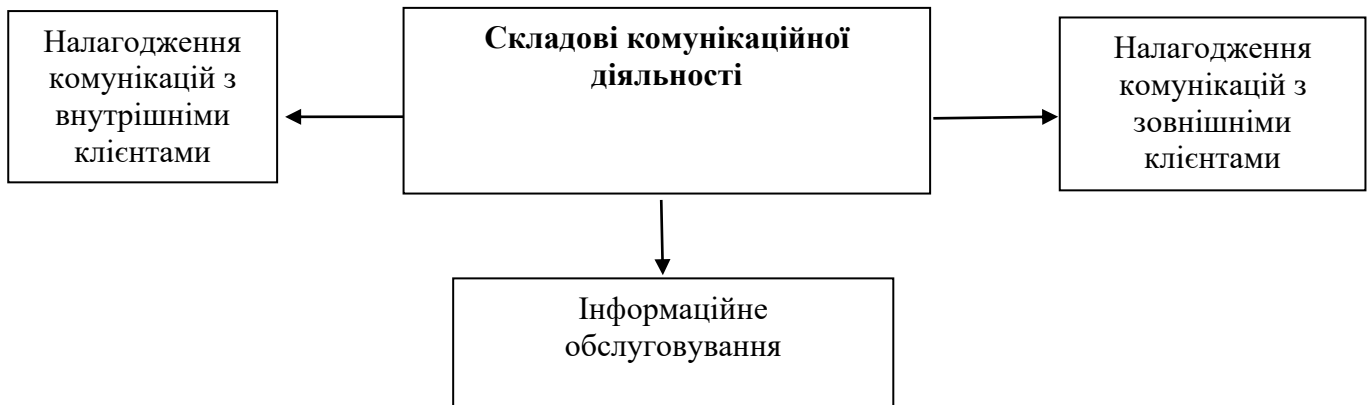 Налагодження
комунікацій з
внутрішніми
клієнтами
Складові комунікаційної
діяльності
Налагодження
комунікацій з
зовнішніми
клієнтами
Інформаційне
обслуговування